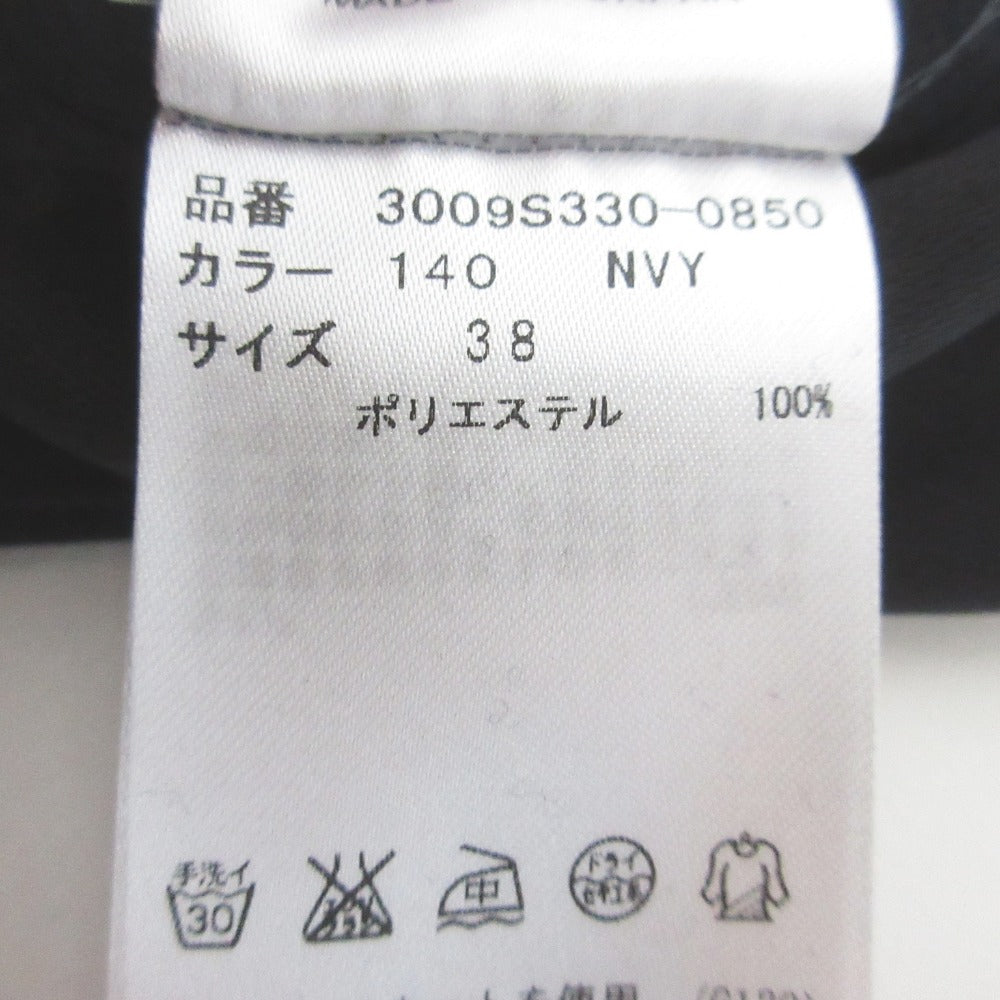 品番 3009S330-0850
カラー 140 NVY
サイズ 38
ポリエステル 100%
手洗イ 30
中
ドライ